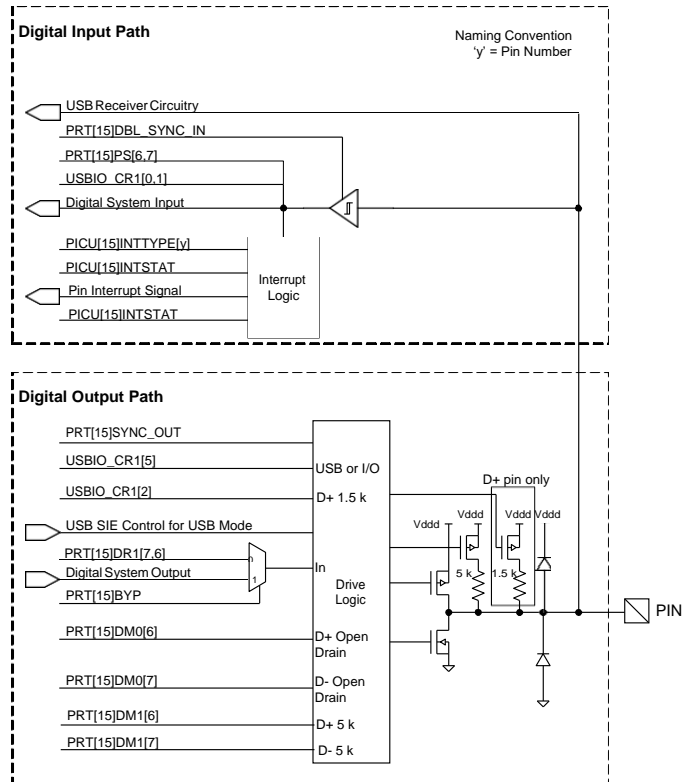 Digital Input Path
Naming Convention
'y' = Pin Number
USB Receiver Circuitry
PRT[15]DBL_SYNC_IN
PRT[15]PS[6,7]
USBIO_CR1[0,1]
Digital System Input
PICU[15]INTTYPE[y]
PICU[15]INTSTAT
Pin Interrupt Signal
PICU[15]INTSTAT
Interrupt
Logic
Digital Output Path
PRT[15]SYNC_OUT
USBIO_CR1[5]
USB or I/O
USBIO_CR1[2]
D+ 1.5 k
D+ pin only
USB SIE Control for USB Mode
Vddd
Vddd
Vddd
Vddd
PRT[15]DR1[7,6]
0
Digital System Output
1
PRT[15]BYP
In
Drive
Logic
5 k
1.5 k
PIN
PRT[15]DM0[6]
D+ Open
Drain
PRT[15]DM0[7]
D- Open
Drain
PRT[15]DM1[6]
D+ 5 k
PRT[15]DM1[7]
D- 5 k